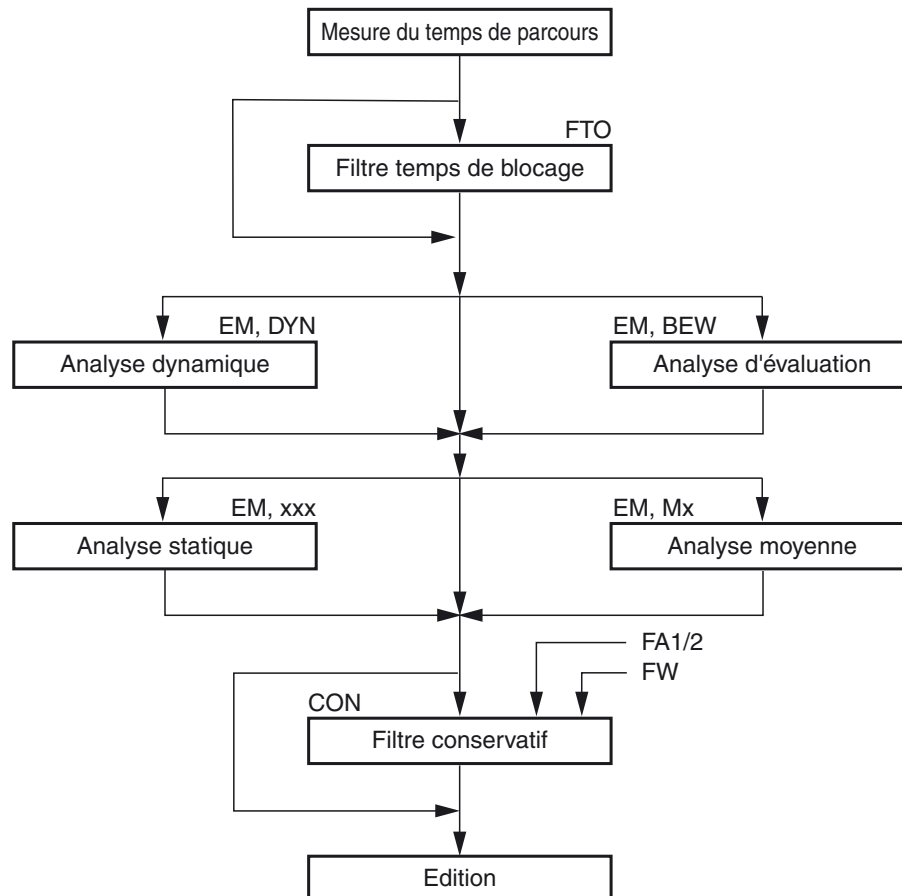 Mesure du temps de parcours
FTO
Filtre temps de blocage
EM, DYN
EM, BEW
Analyse dynamique
Analyse d'évaluation
EM, xxx
EM, Mx
Analyse statique
Analyse moyenne
FA1/2
FW
CON
Filtre conservatif
Edition